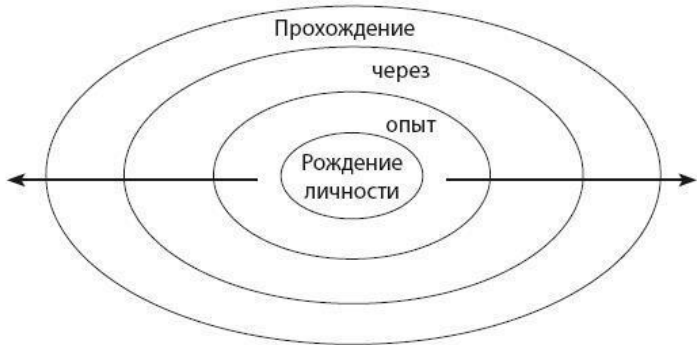 Прохождение
через
опыт
Рождение
личности